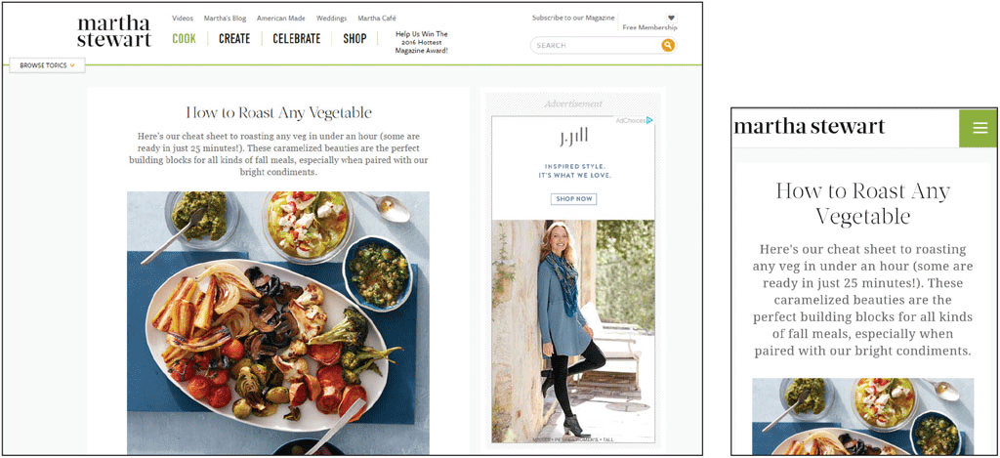 martha
stewart
Videos Martha's Blog American Made Weddings Martha Café
COOK CREATE CELEBRATE SHOP
Help Us Win The
2016 Hottest
Magazine Award!
Subscribe to our Magazine
Free Membership
SEARCH
BROWSE TOPICS
How to Roast Any Vegetable
Here's our cheat sheet to roasting any veg in under an hour (some are
ready in just 25 minutes!). These caramelized beauties are the perfect
building blocks for all kinds of fall meals, especially when paired with our
bright condiments.
Advertisement
AdChoices
j.jill
INSPIRED STYLE.
IT'S WHAT WE LOVE.
SHOP NOW
MISSES • PETITE • WOMEN'S • TALL
martha stewart
How to Roast Any
Vegetable
Here's our cheat sheet to roasting
any veg in under an hour (some are
ready in just 25 minutes!). These
caramelized beauties are the
perfect building blocks for all kinds
of fall meals, especially when
paired with our bright condiments.